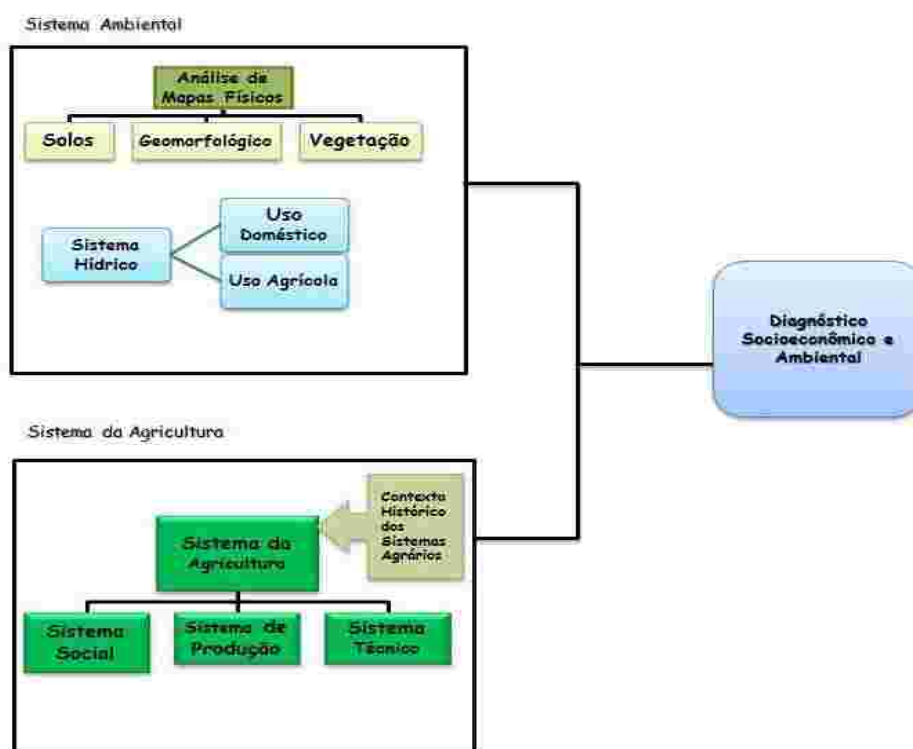 Sistema Ambiental
Análise de
Mapas Físicos
Solos
Geomorfológico
Vegetação
Sistema
Hídrico
Uso
Doméstico
Uso Agrícola
Diagnóstico
Socioeconômico e
Ambiental
Sistema da Agricultura
Contexto
Histórico
dos
Sistemas
Agrários
Sistema da
Agricultura
Sistema
Social
Sistema de
Produção
Sistema
Técnico